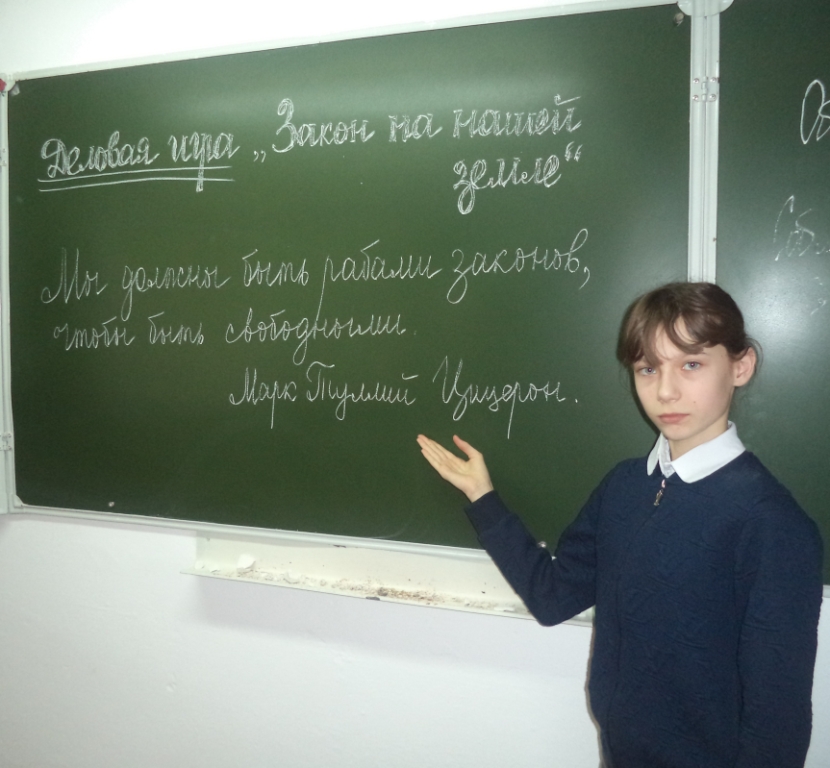 Деловая игра „Закон на нашей
земле“
Мы должны быть рабами законов,
чтобы быть свободными.
Марк Туллий Цицерон.